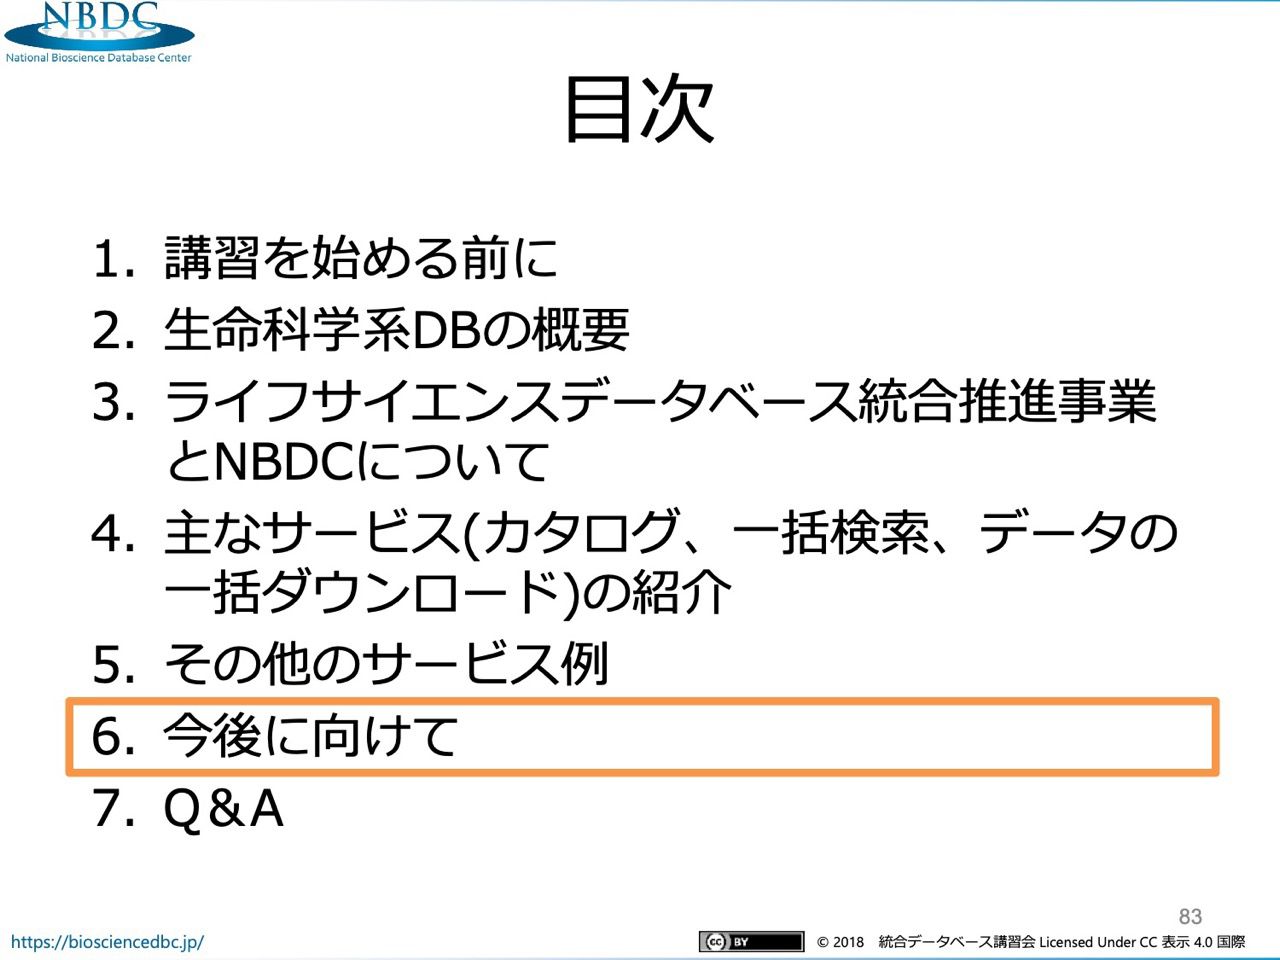 NBDC
National Bioscience Database Center
目次
1. 講習を始める前に
2. 生命科学系DBの概要
3. ライフサイエンスデータベース統合推進事業
とNBDCについて
4. 主なサービス(カタログ、一括検索、データの
一括ダウンロード)の紹介
5. その他のサービス例
6. 今後に向けて
7. Q&A
83
https://biosciencedbc.jp/
cc BY
© 2018 統合データベース講習会 Licensed Under CC 表示 4.0 国際